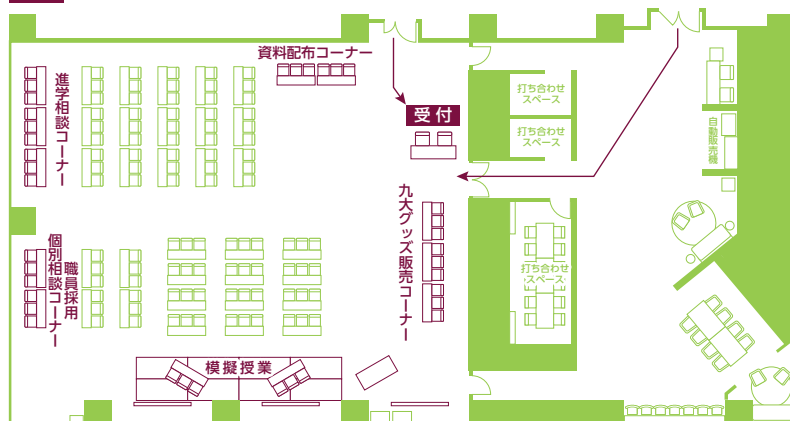 資料配布コーナー
進学相談コーナー
受付
打ち合わせ
スペース
打ち合わせ
スペース
自動販売機
九大グッズ販売コーナー
職員採用
個別相談コーナー
打ち合わせ
スペース
模擬授業